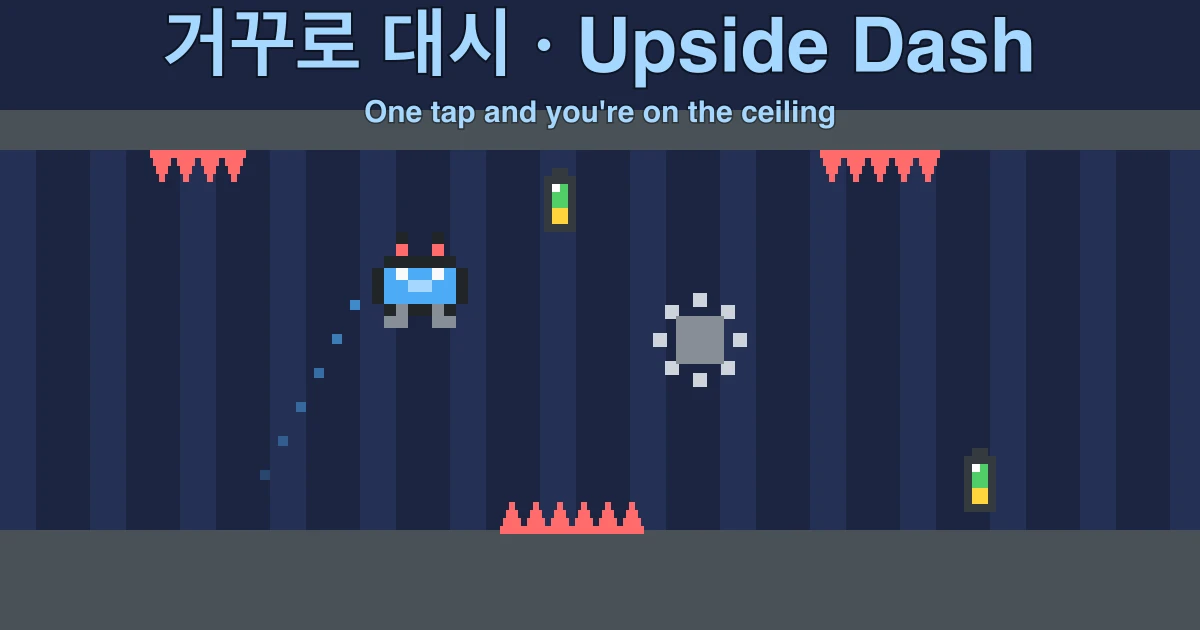 거꾸로 대시 · Upside Dash
One tap and you're on the ceiling